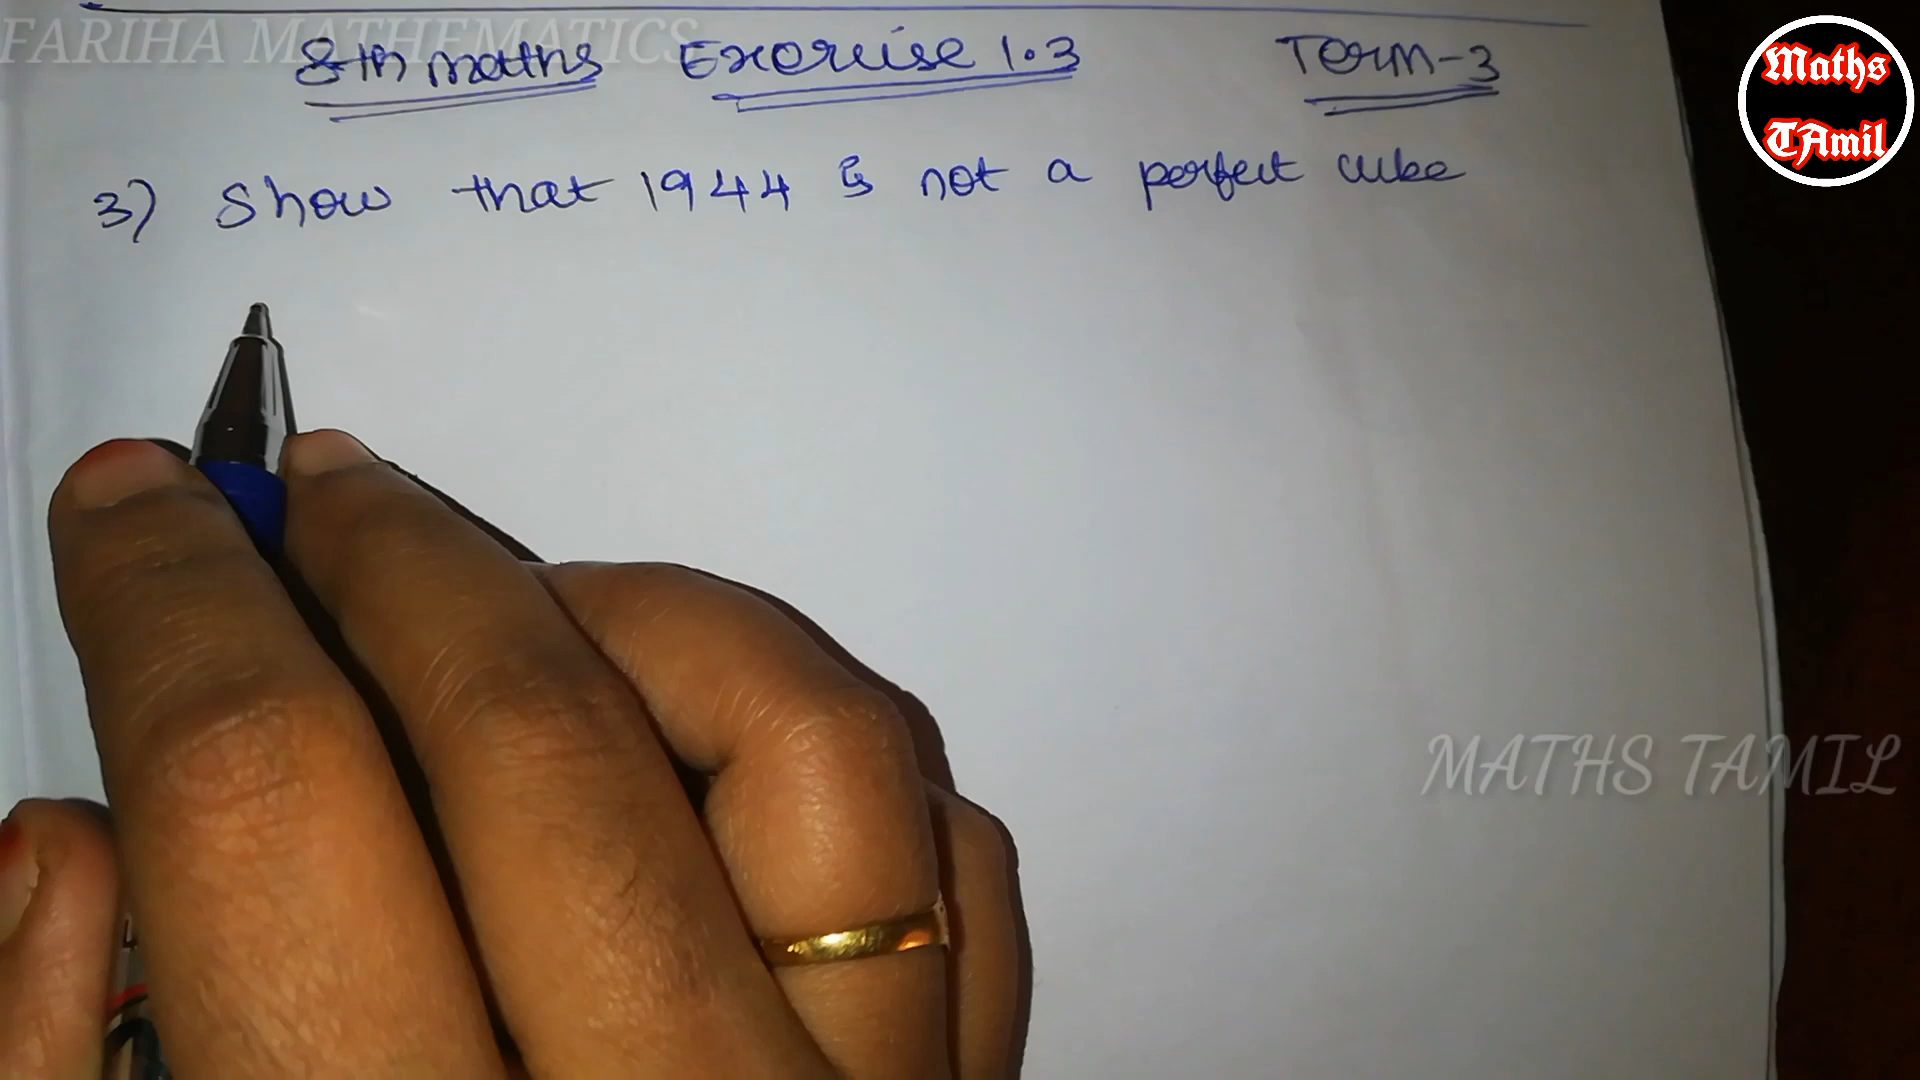 FARIHA MATHEMATICS
8th maths Exercise 1.3 Term-3
Maths
TAmil
3) Show that 1944 is not a perfect cube
MATHS TAMIL